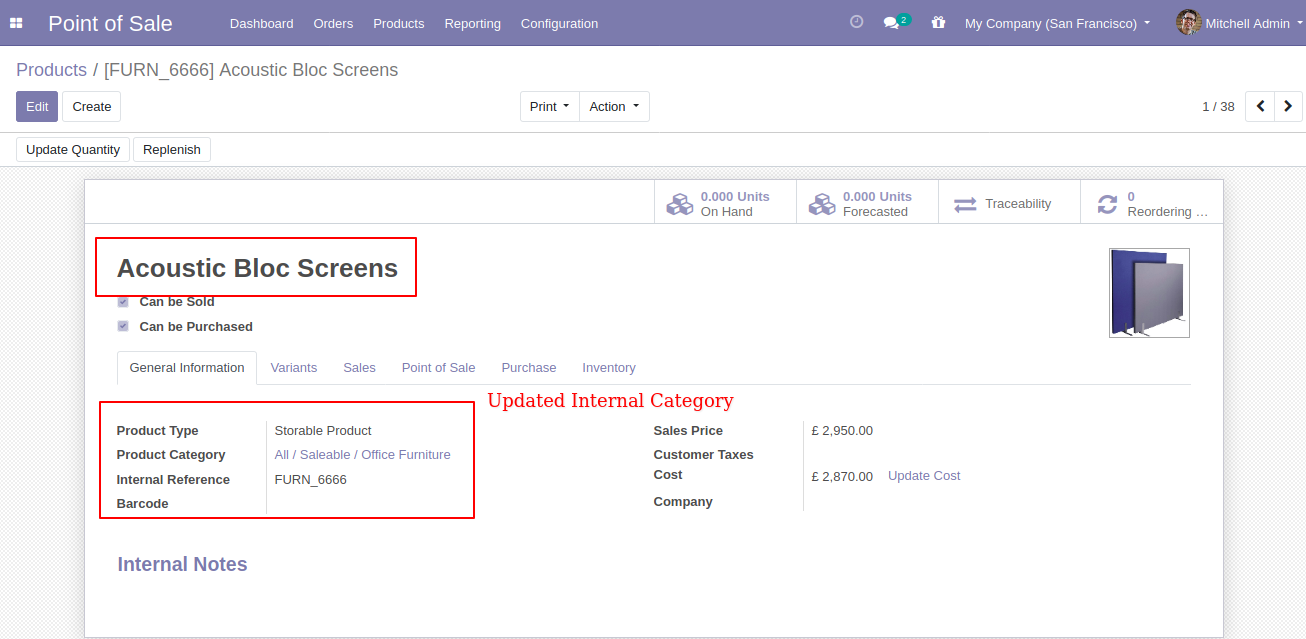 Point of Sale Dashboard Orders Products Reporting Configuration 2 My Company (San Francisco) Mitchell Admin
Products / [FURN_6666] Acoustic Bloc Screens
Edit Create Print Action 1 / 38
Update Quantity Replenish
0.000 Units
On Hand
0.000 Units
Forecasted
Traceability
0
Reordering ...
Acoustic Bloc Screens
Can be Sold
Can be Purchased
General Information Variants Sales Point of Sale Purchase Inventory
Updated Internal Category
Product Type Storable Product
Product Category All / Saleable / Office Furniture
Internal Reference FURN_6666
Barcode
Sales Price £ 2,950.00
Customer Taxes
Cost £ 2,870.00 Update Cost
Company
Internal Notes